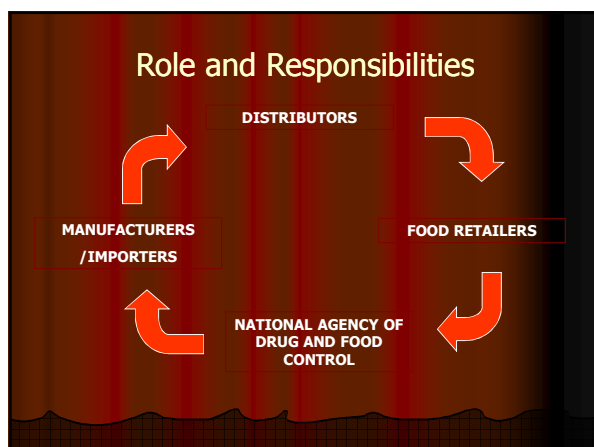 Role and Responsibilities
DISTRIBUTORS
MANUFACTURERS
/IMPORTERS
FOOD RETAILERS
NATIONAL AGENCY OF
DRUG AND FOOD
CONTROL